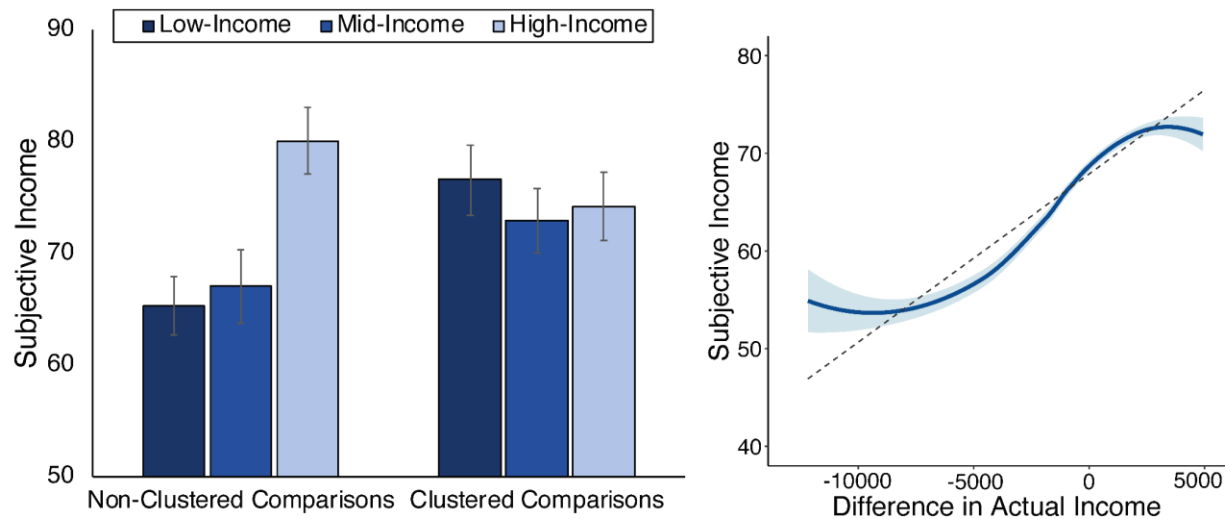 Low-Income Mid-Income High-Income
Subjective Income
90
80
70
60
50
Non-Clustered Comparisons Clustered Comparisons
Subjective Income
80
70
60
50
40
-10000 -5000 0 5000
Difference in Actual Income